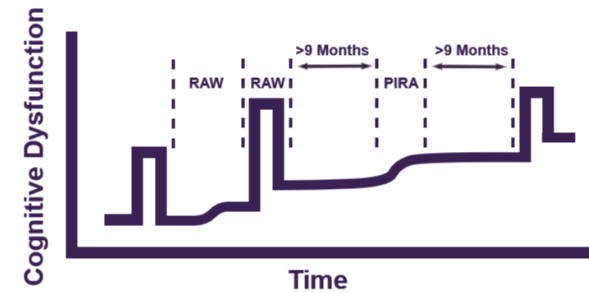 Cognitive Dysfunction
>9 Months
>9 Months
RAW
RAW
PIRA
Time